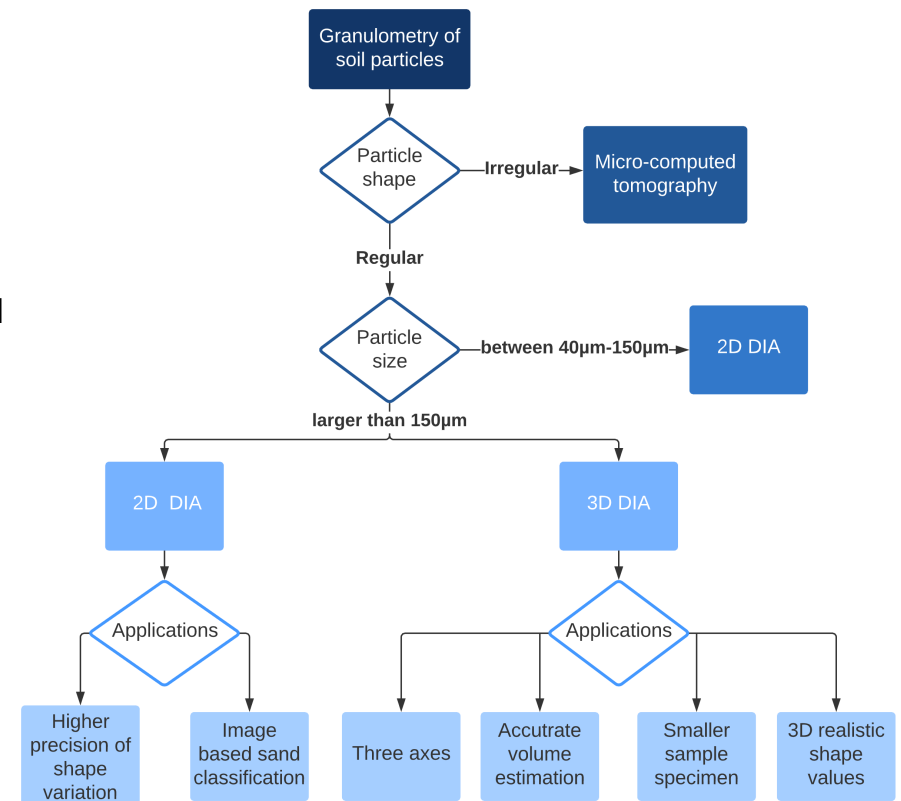 Granulometry of
soil particles
Particle
shape
Irregular
Micro-computed
tomography
Regular
Particle
size
between 40µm-150µm
2D DIA
larger than 150µm
2D DIA
3D DIA
Applications
Applications
Higher
precision of
shape
variation
Image
based sand
classification
Three axes
Accutrate
volume
estimation
Smaller
sample
specimen
3D realistic
shape
values